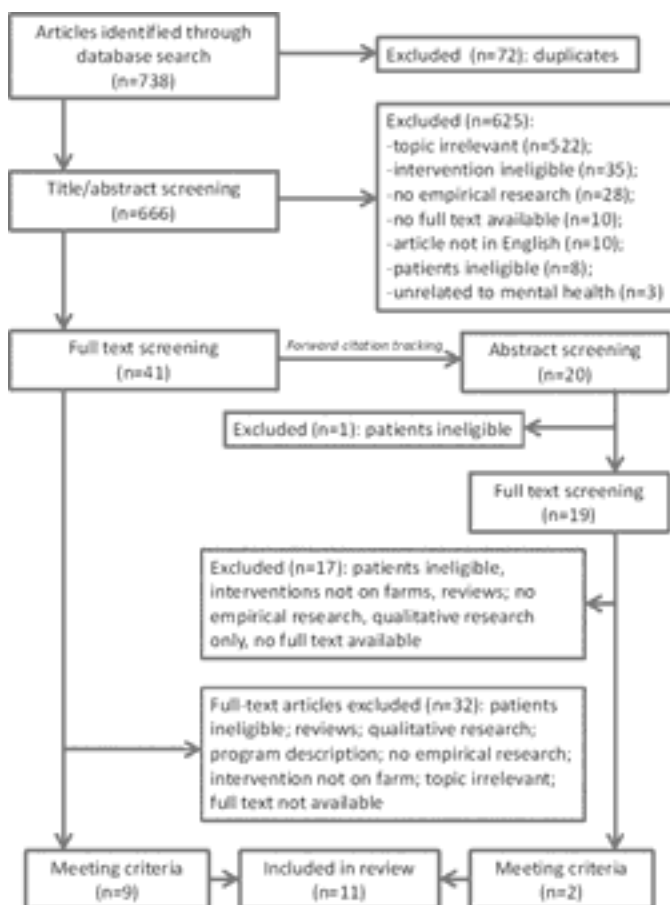 Articles identified through
database search
(n=738)
Excluded (n=72): duplicates
Excluded (n=625):
-topic irrelevant (n=522);
-intervention ineligible (n=35);
-no empirical research (n=28);
-no full text available (n=10);
-article not in English (n=10);
-patients ineligible (n=8);
-unrelated to mental health (n=3)
Title/abstract screening
(n=666)
Full text screening
(n=41)
Forward citation tracking
Abstract screening
(n=20)
Excluded (n=1): patients ineligible
Full text screening
(n=19)
Excluded (n=17): patients ineligible,
interventions not on farms, reviews; no
empirical research, qualitative research
only, no full text available
Full-text articles excluded (n=32): patients
ineligible; reviews; qualitative research;
program description; no empirical research;
intervention not on farm; topic irrelevant;
full text not available
Meeting criteria
(n=9)
Included in review
(n=11)
Meeting criteria
(n=2)